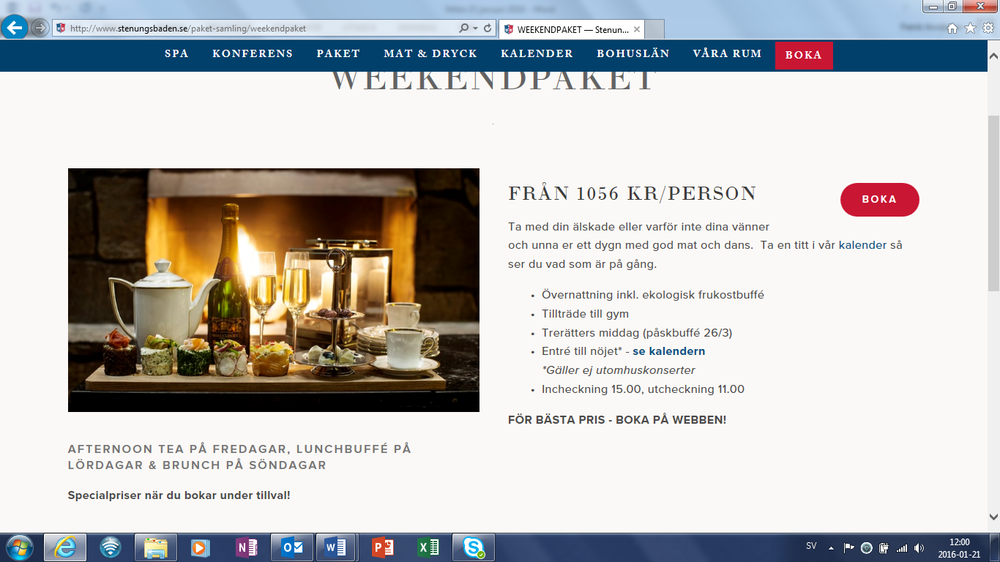 http://www.stenungsbaden.se/paket-samling/weekendpaket
WEEKENDPAKET — Stenun...
SPA KONFERENS PAKET MAT & DRYCK KALENDER BOHUSLÄN VÅRA RUM BOKA
WEEKENDPAKET
FRÅN 1056 KR/PERSON
BOKA
Ta med din älskade eller varför inte dina vänner
och unna er ett dygn med god mat och dans. Ta en titt i vår kalender så
ser du vad som är på gång.
• Övernattning inkl. ekologisk frukostbuffé
• Tillträde till gym
• Trerätters middag (påskbuffé 26/3)
• Entré till nöjet* - se kalendern
*Gäller ej utomhuskonserter
• Incheckning 15.00, utcheckning 11.00
FÖR BÄSTA PRIS - BOKA PÅ WEBBEN!
AFTERNOON TEA PÅ FREDAGAR, LUNCHBUFFÉ PÅ
LÖRDAGAR & BRUNCH PÅ SÖNDAGAR
Specialpriser när du bokar under tillval!
SV
12:00
2016-01-21